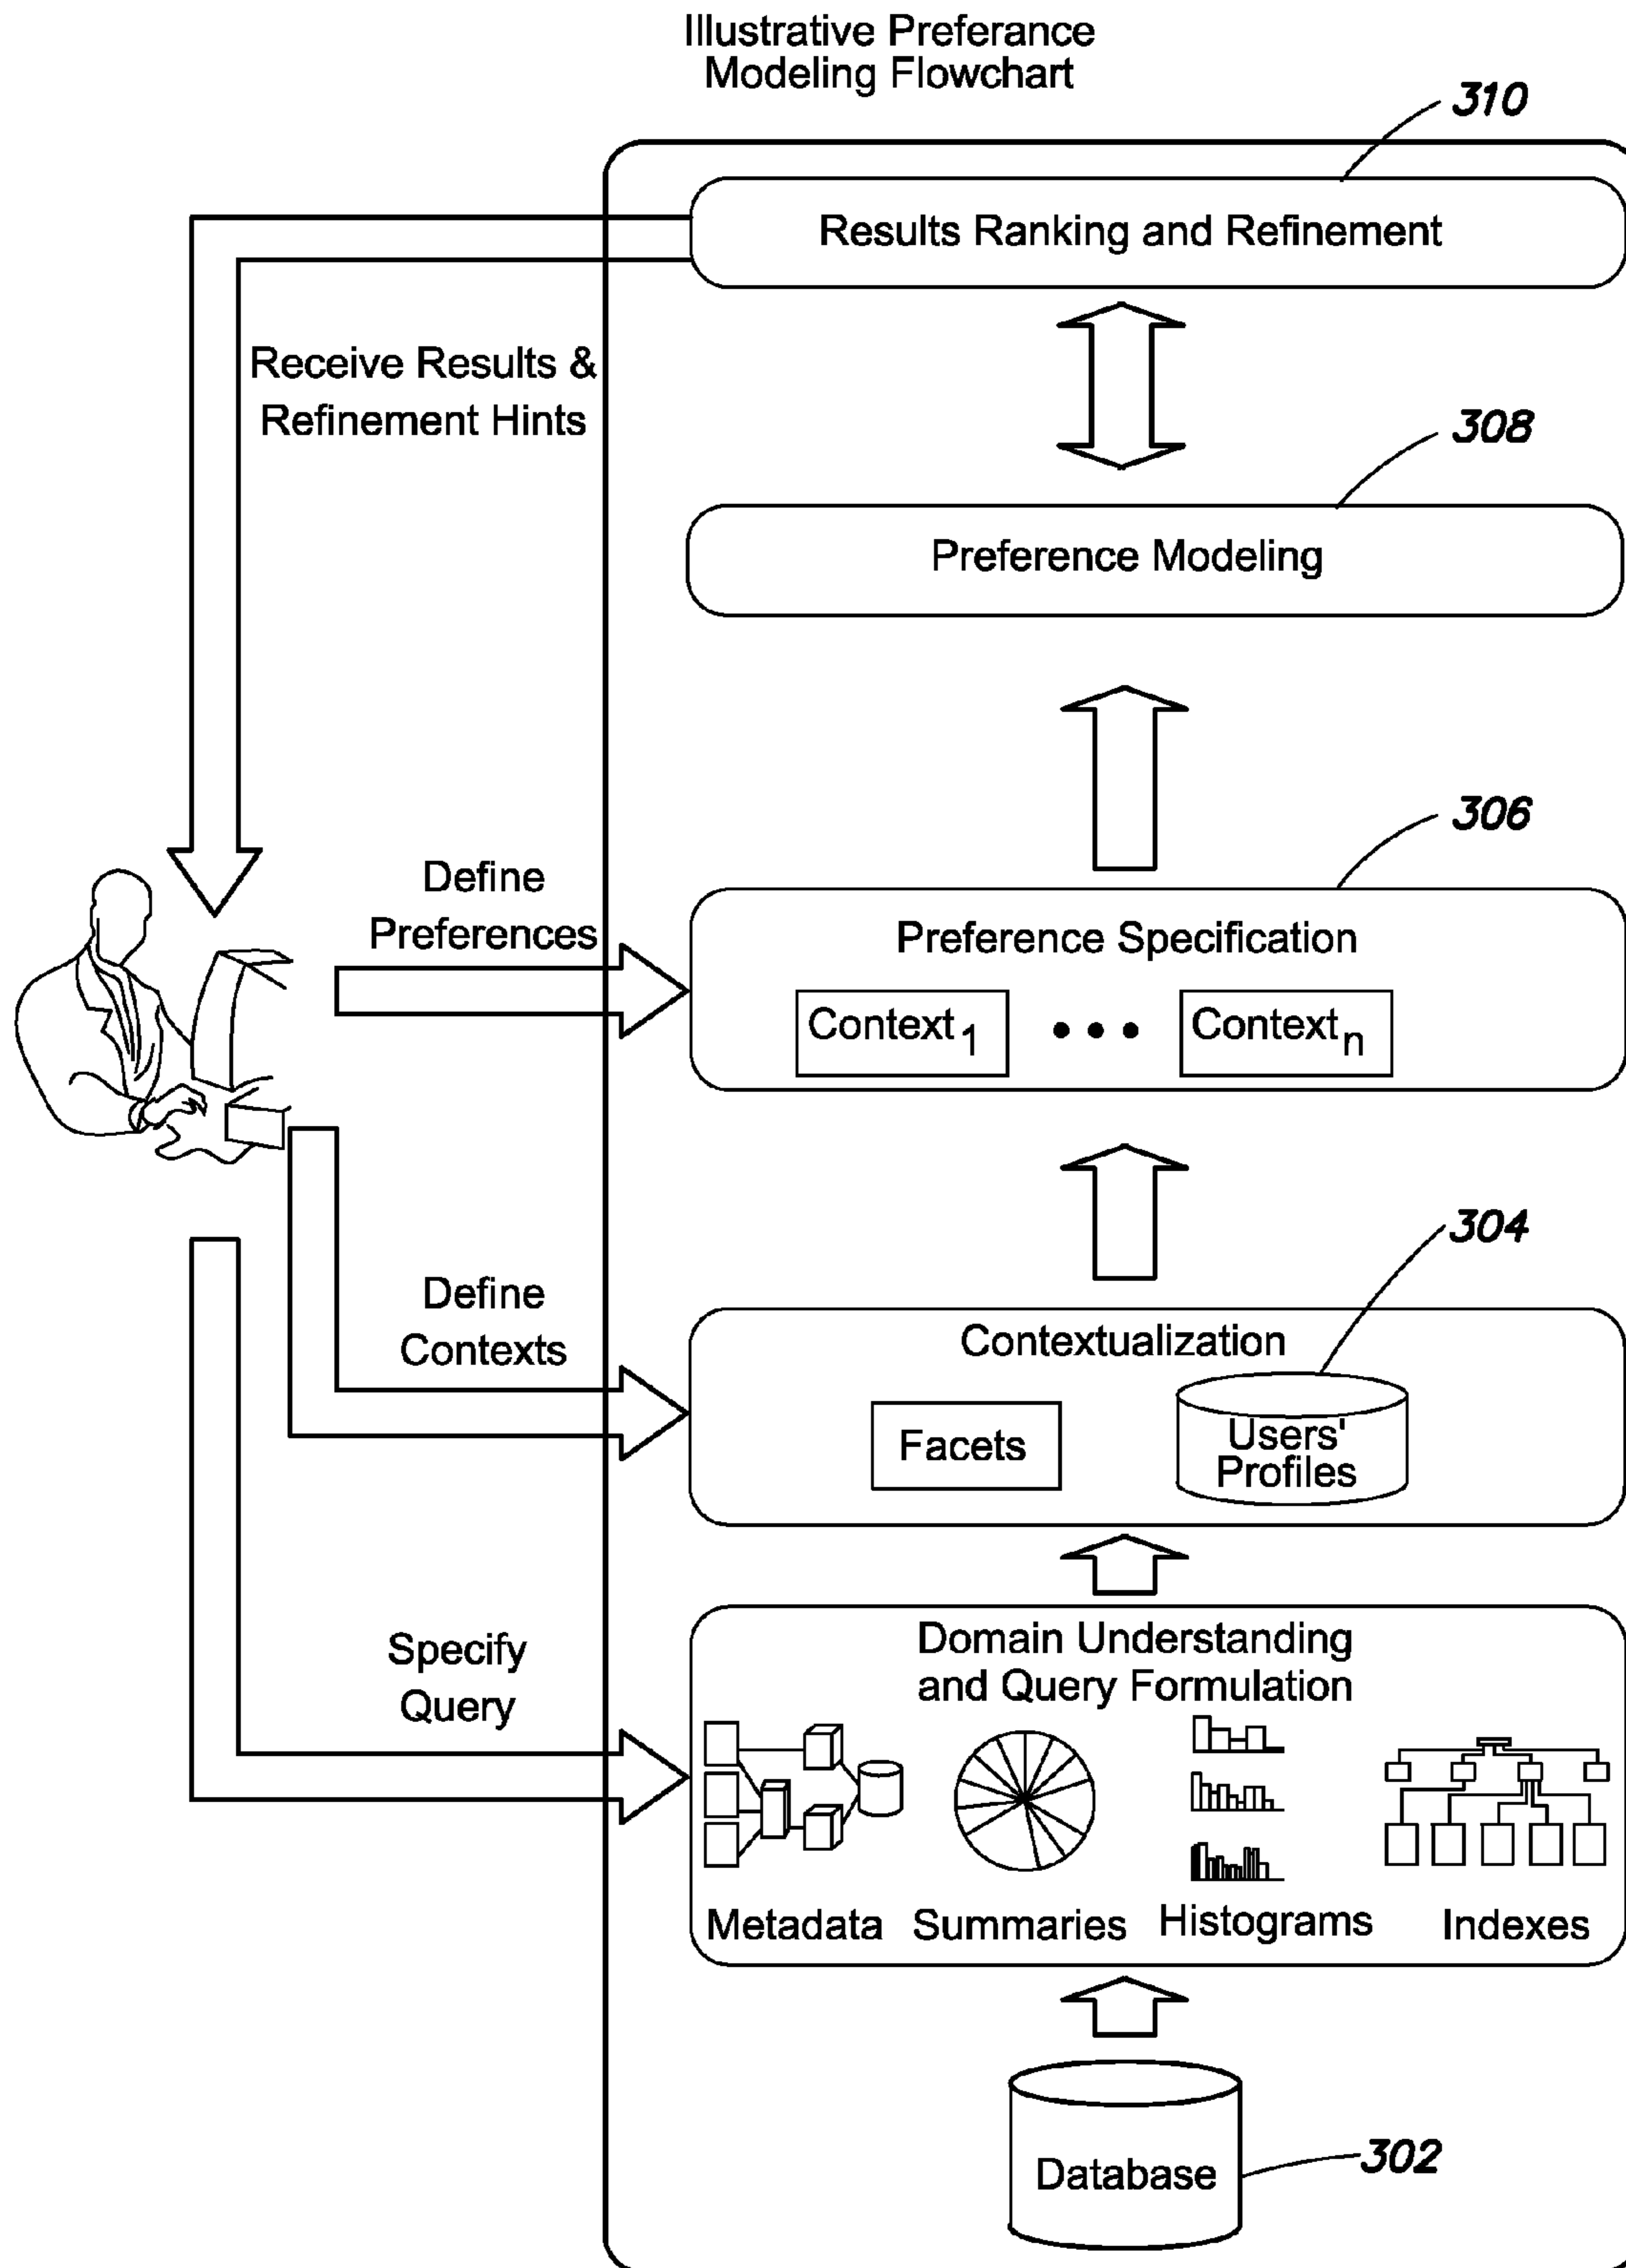 Illustrative Preferance
Modeling Flowchart
310
Results Ranking and Refinement
Receive Results &
Refinement Hints
308
Preference Modeling
306
Define
Preferences
Preference Specification
Context1
• • •
Contextn
304
Define
Contexts
Contextualization
Facets
Users'
Profiles
Specify
Query
Domain Understanding
and Query Formulation
Metadata
Summaries
Histograms
Indexes
Database
302